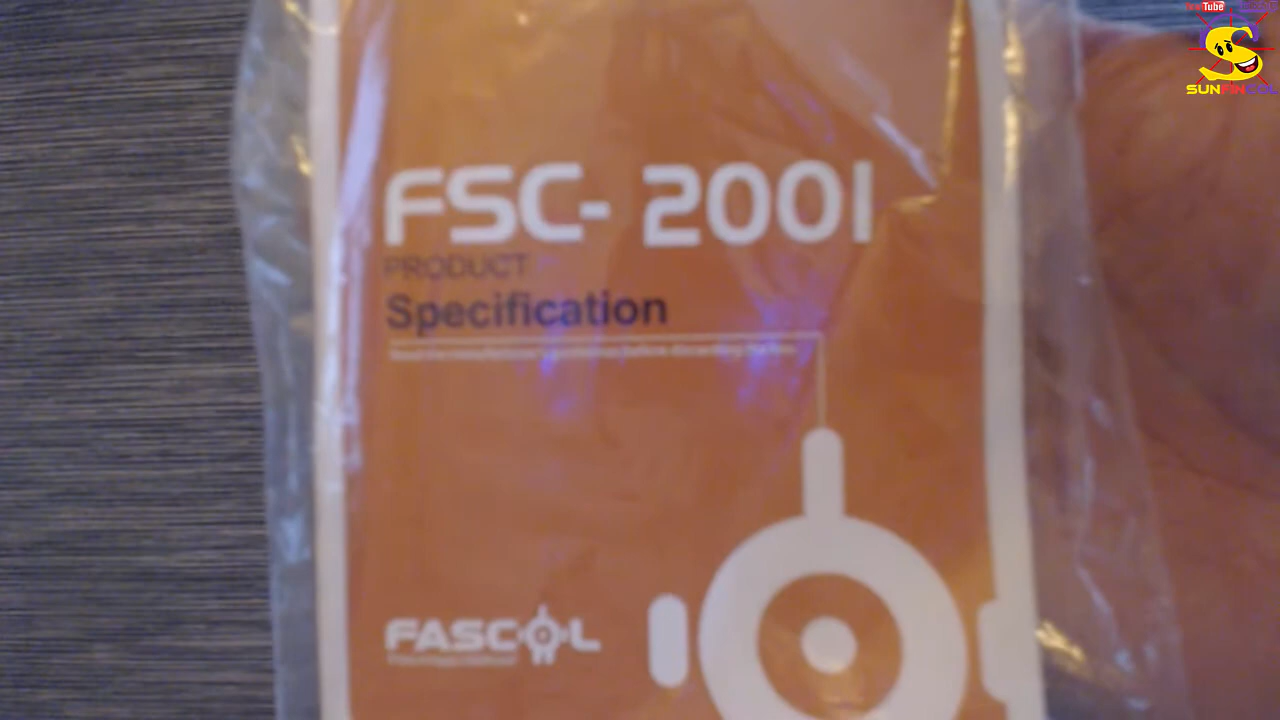 YouTube
SUNFINCOL
FSC-2001
PRODUCT
Specification
FASCOL